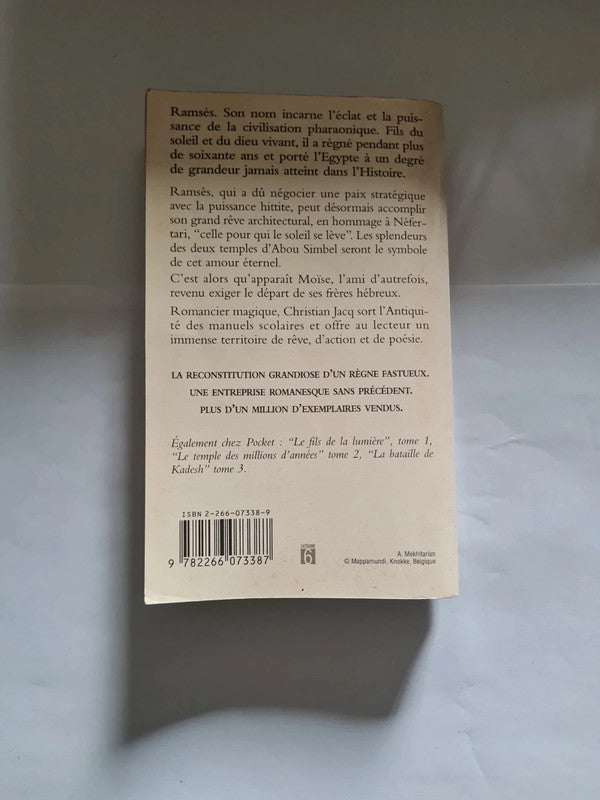 Ramsès. Son nom incarne l'éclat et la puis-
sance de la civilisation pharaonique. Fils du
soleil et du dieu vivant, il a régné pendant plus
de soixante ans et porté l'Egypte à un degré
de grandeur jamais atteint dans l'Histoire.
Ramsès, qui a dû négocier une paix stratégique
avec la puissance hittite, peut désormais accomplir
son grand rêve architectural, en hommage à Néfer-
tari, "celle pour qui le soleil se lève". Les splendeurs
des deux temples d'Abou Simbel seront le symbole
de cet amour éternel.
C'est alors qu'apparaît Moïse, l'ami d'autrefois,
revenu exiger le départ de ses frères hébreux.
Romancier magique, Christian Jacq sort l'Antiqui-
té des manuels scolaires et offre au lecteur un
immense territoire de rêve, d'action et de poésie.
LA RECONSTITUTION GRANDIOSE D'UN RÈGNE FASTUEUX.
UNE ENTREPRISE ROMANESQUE SANS PRÉCÉDENT.
PLUS D'UN MILLION D'EXEMPLAIRES VENDUS.
Également chez Pocket : "Le fils de la lumière", tome 1,
"Le temple des millions d'années" tome 2, "La bataille de
Kadesh" tome 3.
ISBN 2-266-07338-9
9 782266 073387
CATÉGORIE
6
A. Mekhitarian
© Mappamundi, Knokke, Belgique